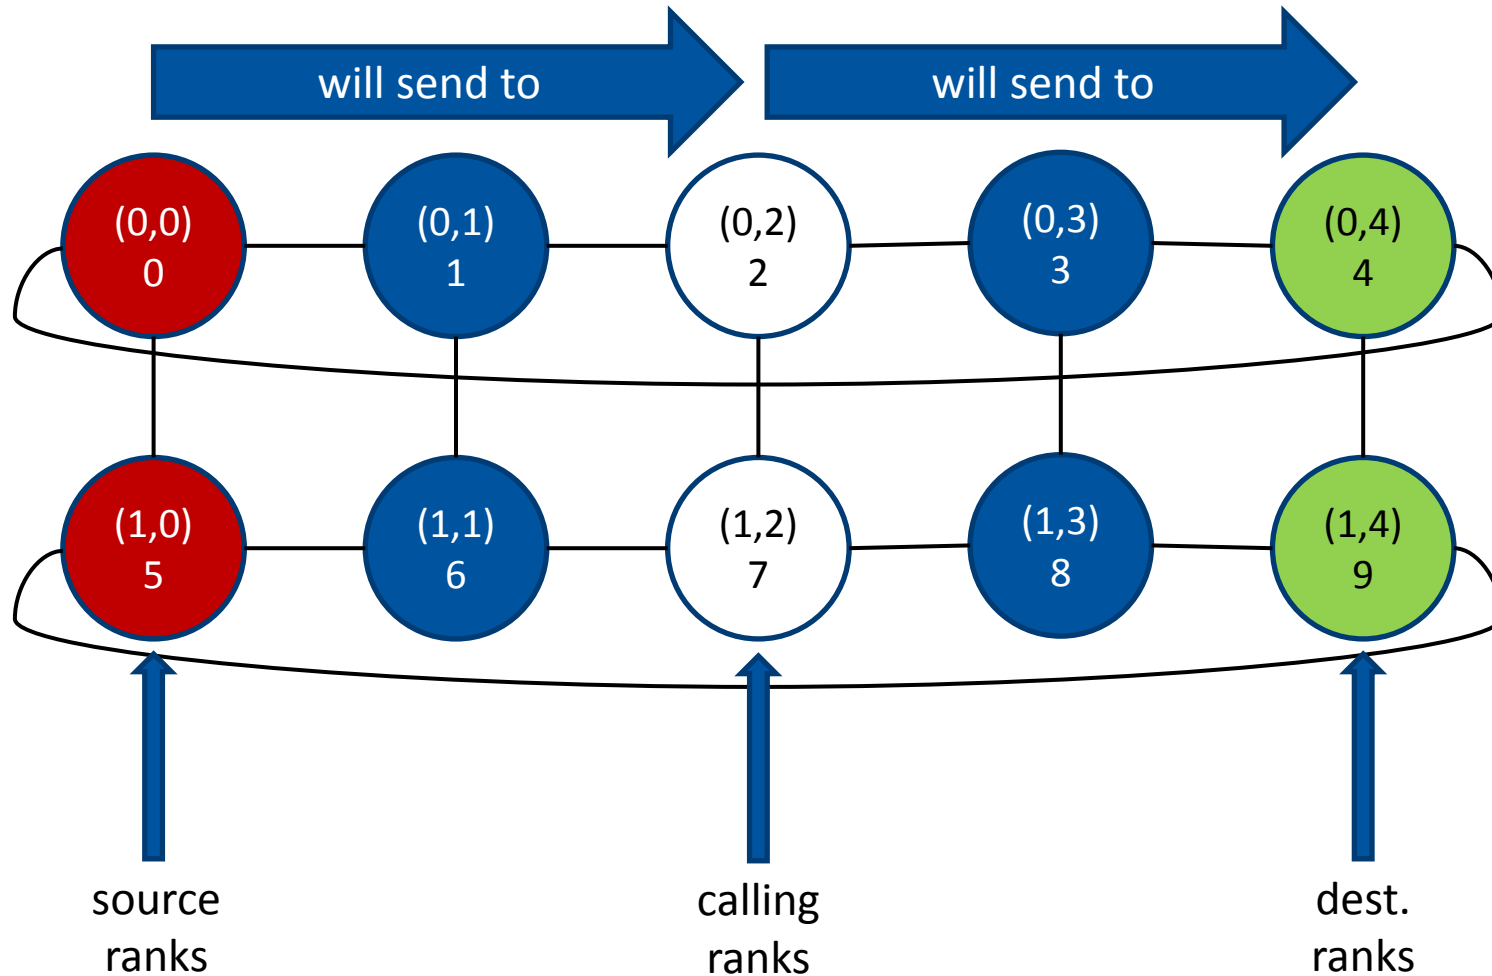 will send to
will send to
(0,0)
0
(0,1)
1
(0,2)
2
(0,3)
3
(0,4)
4
(1,0)
5
(1,1)
6
(1,2)
7
(1,3)
8
(1,4)
9
source
ranks
calling
ranks
dest.
ranks